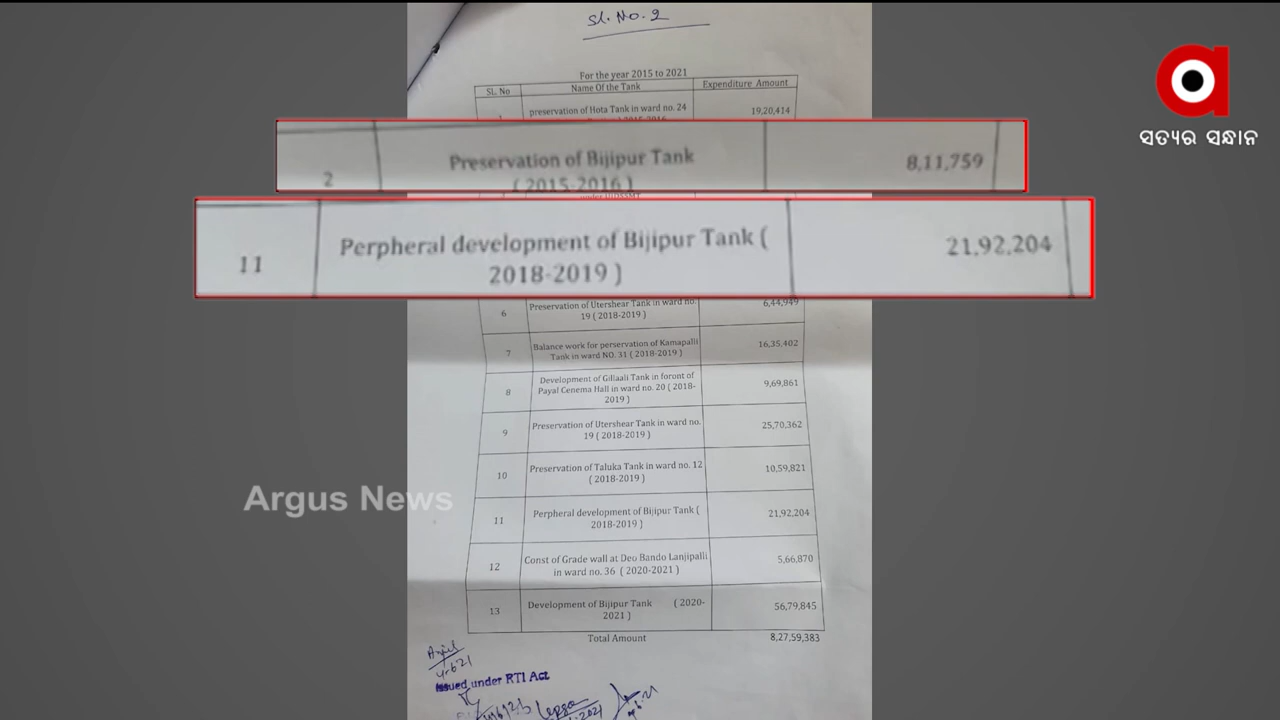 Sl. No. 2
For the year 2015 to 2021
SL. No Name Of the Tank Expenditure Amount
preservation of Hota Tank in ward no. 24 19,20,414
ସତ୍ୟର ସନ୍ଧାନ
2 Preservation of Bijipur Tank 8,11,759
( 2015-2016 )
11 Perpheral development of Bijipur Tank ( 21,92,204
2018-2019 )
6 Preservation of Utershear Tank in ward no. 6,44,949
19 ( 2018-2019 )
7 Balance work for perservation of Kamapalli 16,35,402
Tank in ward NO. 31 ( 2018-2019 )
8 Development of Gillaali Tank in foront of 9,69,861
Payal Cenema Hall in ward no. 20 ( 2018-
2019 )
9 Preservation of Utershear Tank in ward no. 25,70,362
19 ( 2018-2019 )
10 Preservation of Taluka Tank in ward no. 12 10,59,821
( 2018-2019 )
Argus News
11 Perpheral development of Bijipur Tank ( 21,92,204
2018-2019 )
12 Const of Grade wall at Deo Bando Lanjipalli 5,66,870
in ward no. 36 ( 2020-2021 )
13 Development of Bijipur Tank ( 2020- 56,79,845
2021 )
Total Amount 8,27,59,383
Issued under RTI Act